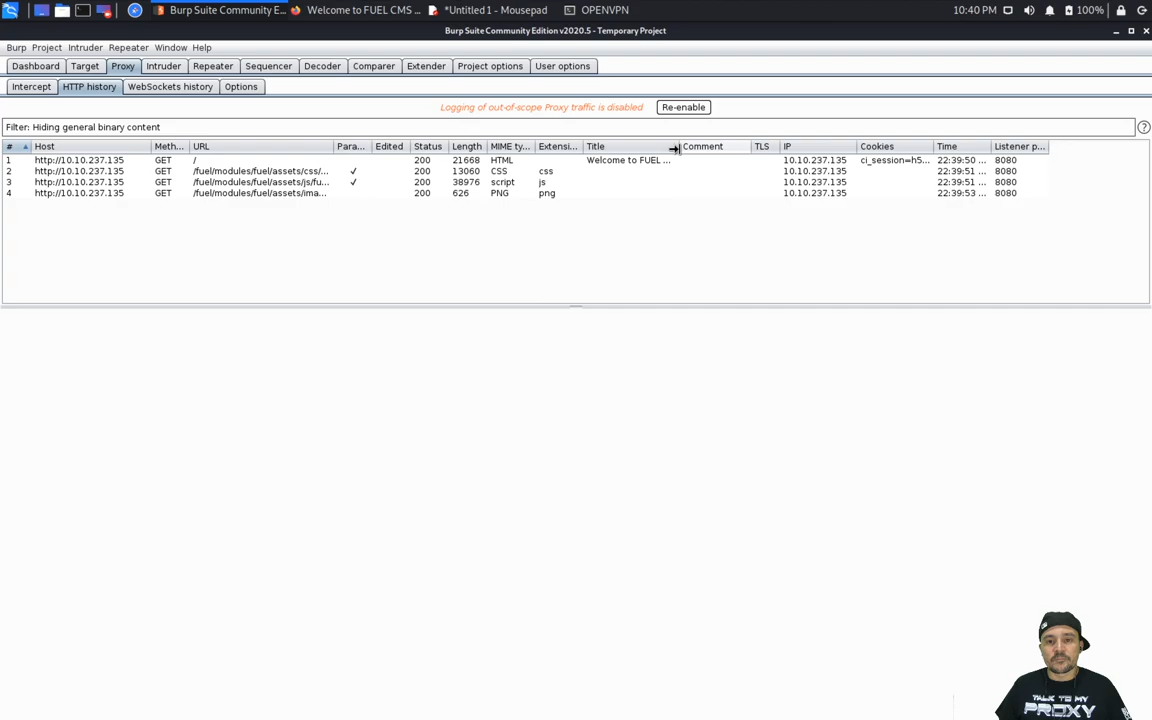 Burp Suite Community E... Welcome to FUEL CMS ... *Untitled 1 - Mousepad OPENVPN 10:40 PM 100%
Burp Suite Community Edition v2020.5 - Temporary Project
Burp Project Intruder Repeater Window Help
Dashboard Target Proxy Intruder Repeater Sequencer Decoder Comparer Extender Project options User options
Intercept HTTP history WebSockets history Options
Logging of out-of-scope Proxy traffic is disabled Re-enable
Filter: Hiding general binary content ?
# Host Meth... URL Para... Edited Status Length MIME ty... Extensi... Title Comment TLS IP Cookies Time Listener p...
1 http://10.10.237.135 GET / 200 21668 HTML Welcome to FUEL ... 10.10.237.135 ci_session=h5... 22:39:50 ... 8080
2 http://10.10.237.135 GET /fuel/modules/fuel/assets/css/... ✓ 200 13060 CSS css 10.10.237.135 22:39:51 ... 8080
3 http://10.10.237.135 GET /fuel/modules/fuel/assets/js/fu... ✓ 200 38976 script js 10.10.237.135 22:39:51 ... 8080
4 http://10.10.237.135 GET /fuel/modules/fuel/assets/ima... 200 626 PNG png 10.10.237.135 22:39:53 ... 8080
TALK TO MY
PROXY